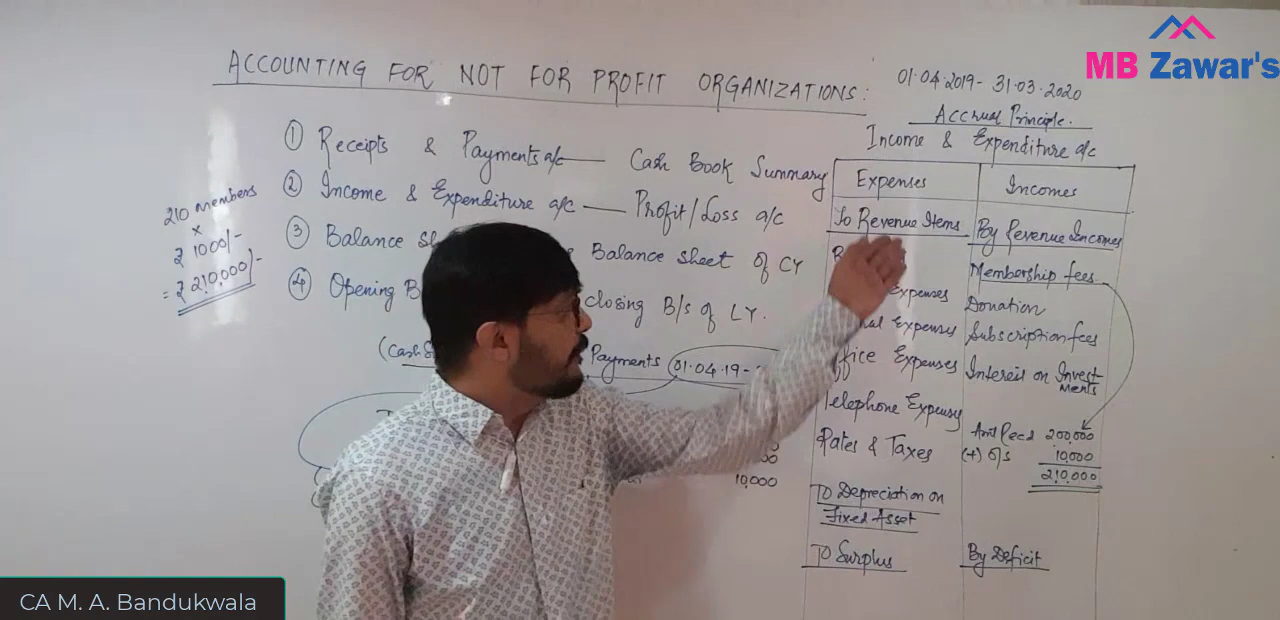 MB Zawar's
ACCOUNTING FOR NOT FOR PROFIT ORGANIZATIONS:
01.04.2019 - 31.03.2020
Accrual Principle.
Income & Expenditure a/c
① Receipts & Payments a/c — Cash Book Summary
② Income & Expenditure a/c — Profit/Loss a/c
③ Balance Balance Sheet of CY
④ Opening closing B/s of LY.
Payments 01.04.19 -
10,000
210 members
x
₹ 1000/-
= ₹ 210,000/-
Expenses
To Revenue Items
Expenses
Expenses
Expenses
Telephone Expenses
Rates & Taxes
To Depreciation on
Fixed Asset
To Surplus
Incomes
By Revenue Incomes
Membership fees
Donation
Subscription fees
Interest on Invest-
ments
Amt Recd 200,000
(+) O/s 10,000
210,000
By Deficit
CA M. A. Bandukwala